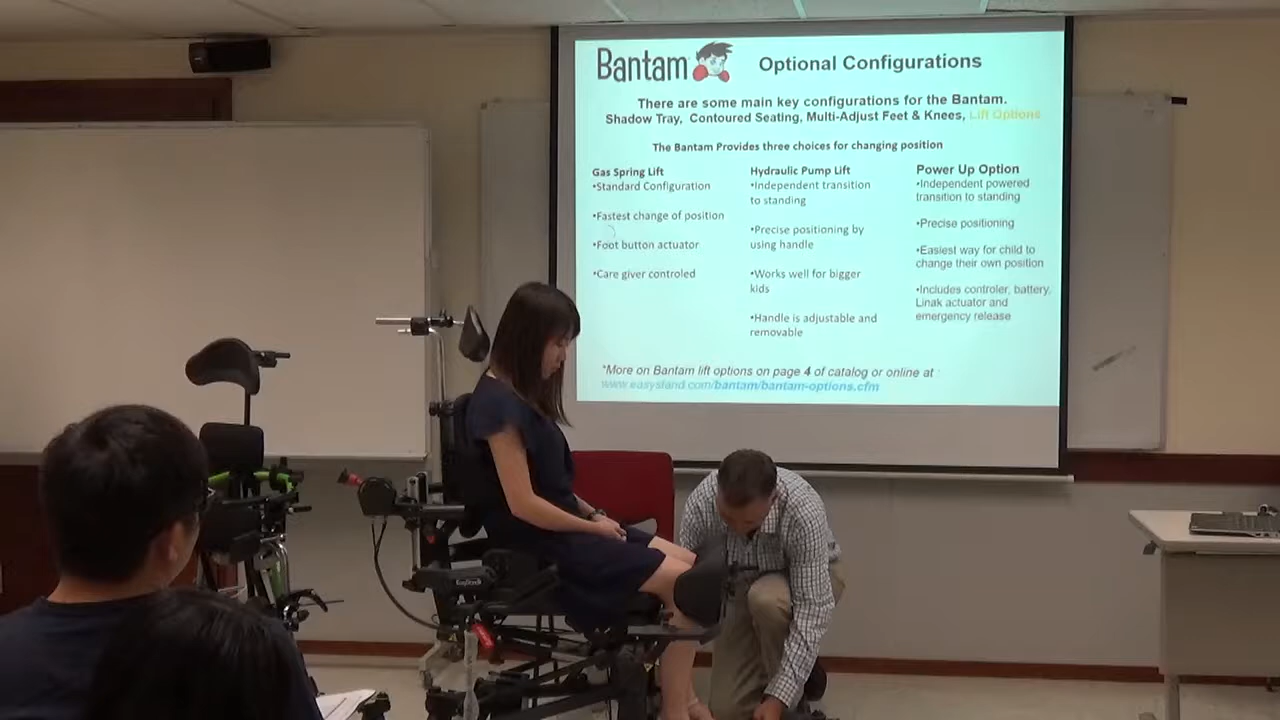 Bantam
Optional Configurations
There are some main key configurations for the Bantam.
Shadow Tray, Contoured Seating, Multi-Adjust Feet & Knees, Lift Options
The Bantam Provides three choices for changing position
Gas Spring Lift
•Standard Configuration
•Fastest change of position
•Foot button actuator
•Care giver controled
Hydraulic Pump Lift
•Independent transition
to standing
•Precise positioning by
using handle
•Works well for bigger
kids
•Handle is adjustable and
removable
Power Up Option
•Independent powered
transition to standing
•Precise positioning
•Easiest way for child to
change their own position
•Includes controler, battery,
Linak actuator and
emergency release
*More on Bantam lift options on page 4 of catalog or online at :
www.easystand.com/bantam/bantam-options.cfm